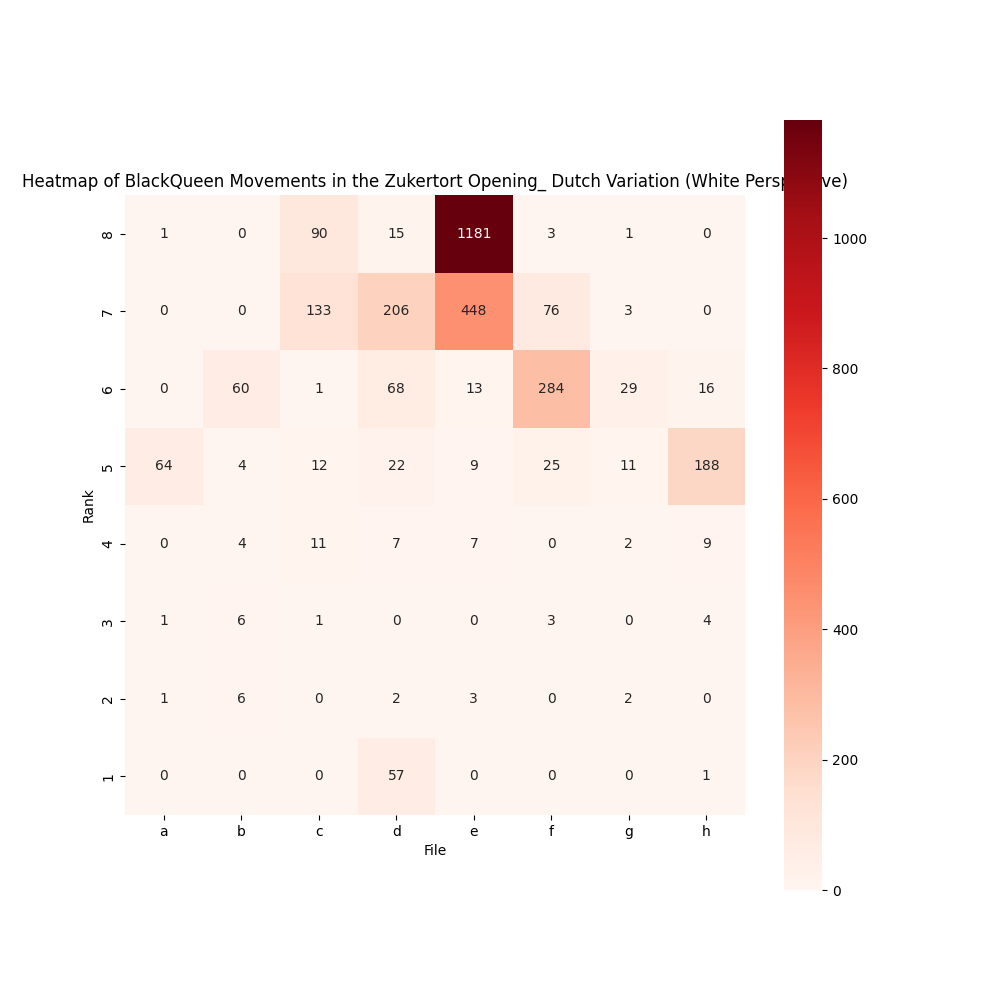 Heatmap of BlackQueen Movements in the Zukertort Opening_ Dutch Variation (White Perspective)
8 1 0 90 15 1181 3 1 0
7 0 0 133 206 448 76 3 0
6 0 60 1 68 13 284 29 16
5 64 4 12 22 9 25 11 188
4 0 4 11 7 7 0 2 9
3 1 6 1 0 0 3 0 4
2 1 6 0 2 3 0 2 0
1 0 0 0 57 0 0 0 1
a b c d e f g h
File
Rank
1000
800
600
400
200
0